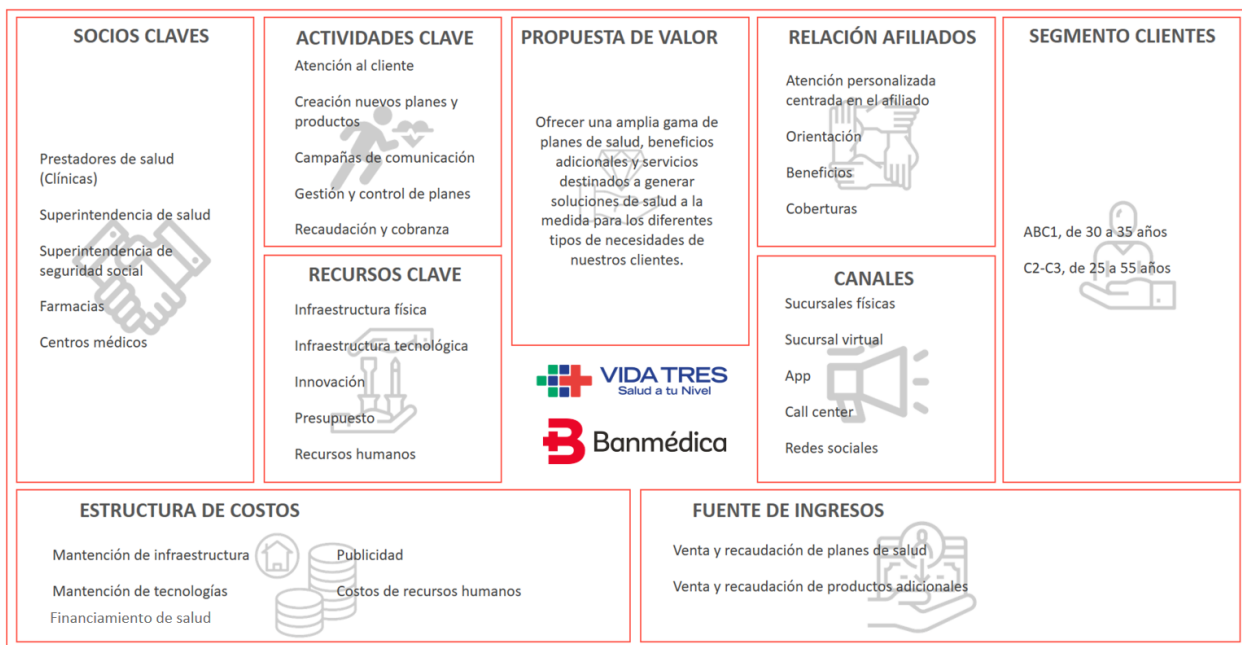 SOCIOS CLAVES
Prestadores de salud
(Clínicas)
Superintendencia de salud
Superintendencia de
seguridad social
Farmacias
Centros médicos
ACTIVIDADES CLAVE
Atención al cliente
Creación nuevos planes y
productos
Campañas de comunicación
Gestión y control de planes
Recaudación y cobranza
RECURSOS CLAVE
Infraestructura física
Infraestructura tecnológica
Innovación
Presupuesto
Recursos humanos
PROPUESTA DE VALOR
Ofrecer una amplia gama de
planes de salud, beneficios
adicionales y servicios
destinados a generar
soluciones de salud a la
medida para los diferentes
tipos de necesidades de
nuestros clientes.
VIDA TRES
Salud a tu Nivel
Banmédica
RELACIÓN AFILIADOS
Atención personalizada
centrada en el afiliado
Orientación
Beneficios
Coberturas
CANALES
Sucursales físicas
Sucursal virtual
App
Call center
Redes sociales
SEGMENTO CLIENTES
ABC1, de 30 a 35 años
C2-C3, de 25 a 55 años
ESTRUCTURA DE COSTOS
Mantención de infraestructura
Mantención de tecnologías
Financiamiento de salud
Publicidad
Costos de recursos humanos
FUENTE DE INGRESOS
Venta y recaudación de planes de salud
Venta y recaudación de productos adicionales